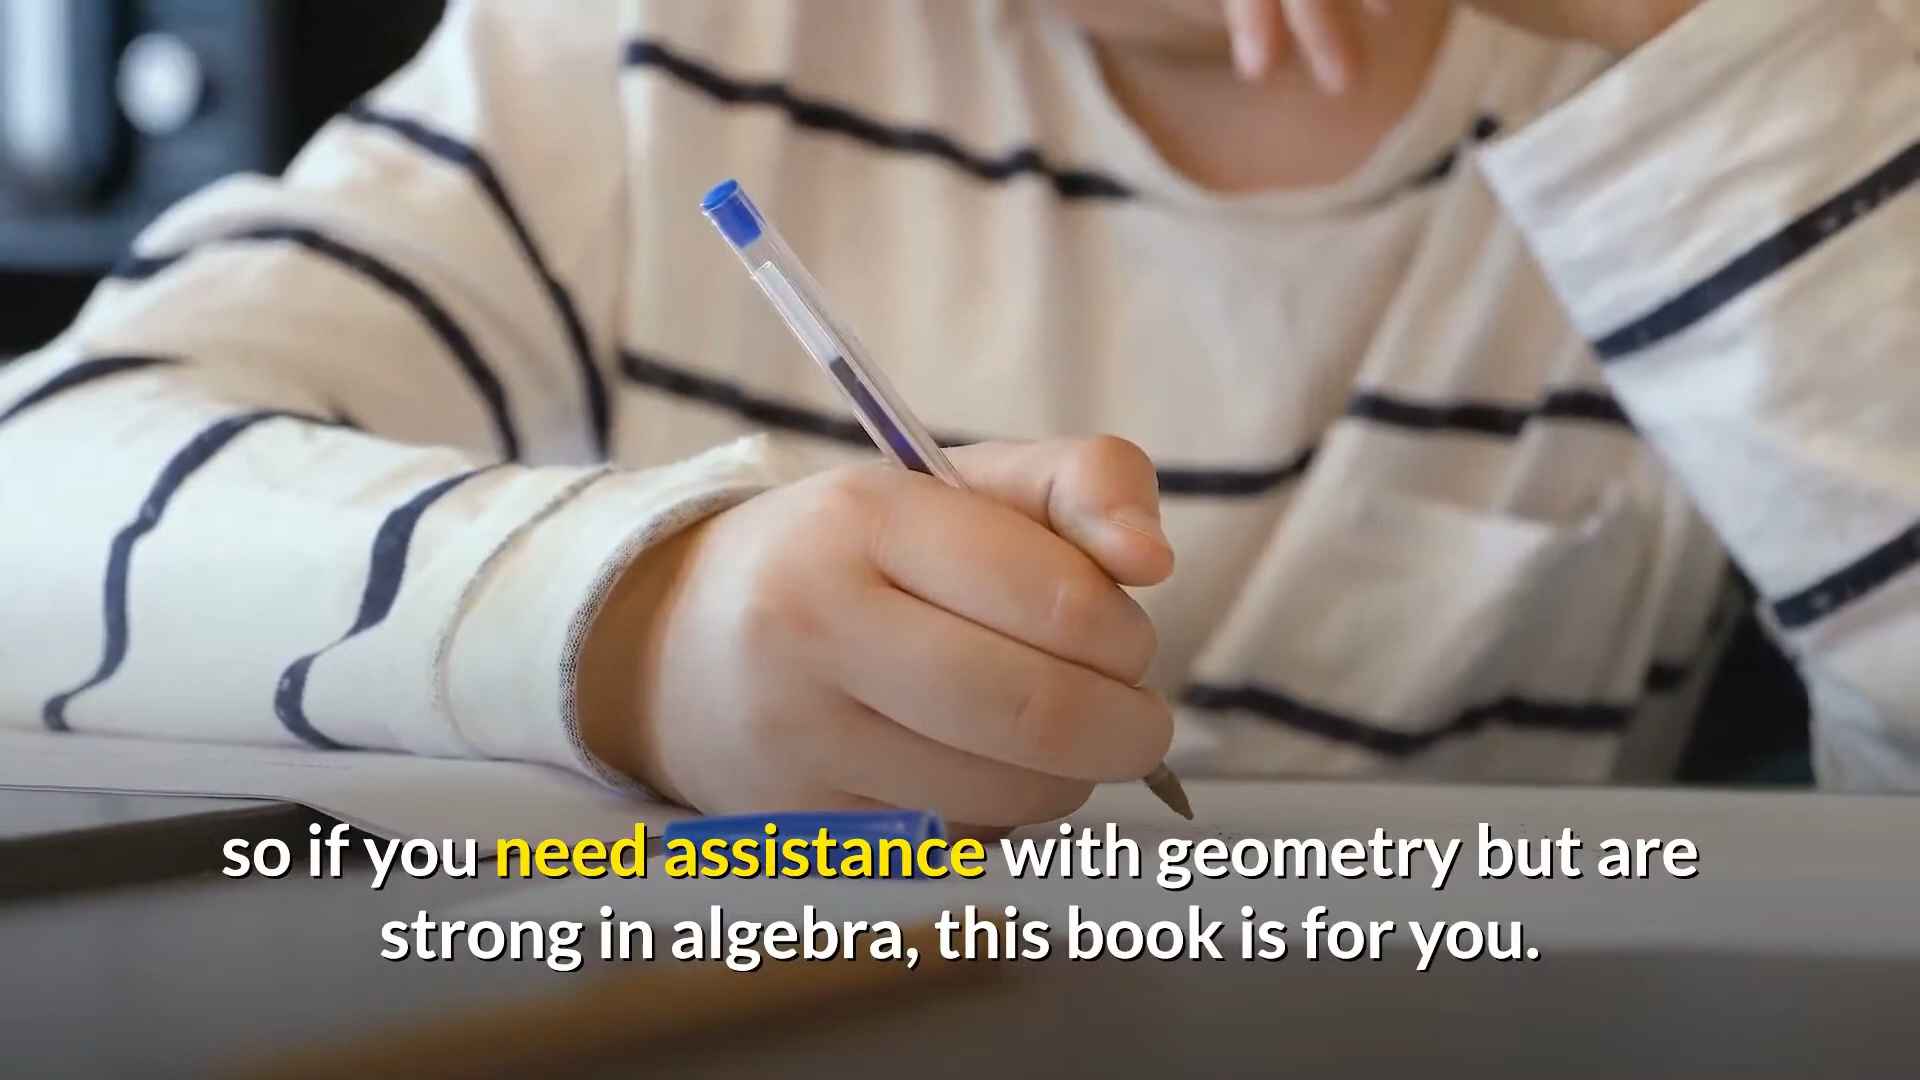 so if you need assistance with geometry but are
strong in algebra, this book is for you.